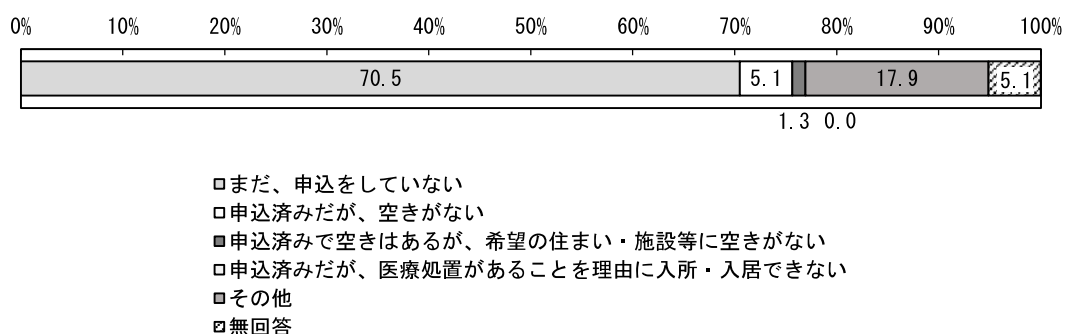 0% 10% 20% 30% 40% 50% 60% 70% 80% 90% 100%
70.5 5.1 17.9 5.1
1.3 0.0
まだ、申込をしていない
申込済みだが、空きがない
申込済みで空きはあるが、希望の住まい・施設等に空きがない
申込済みだが、医療処置があることを理由に入所・入居できない
その他
無回答